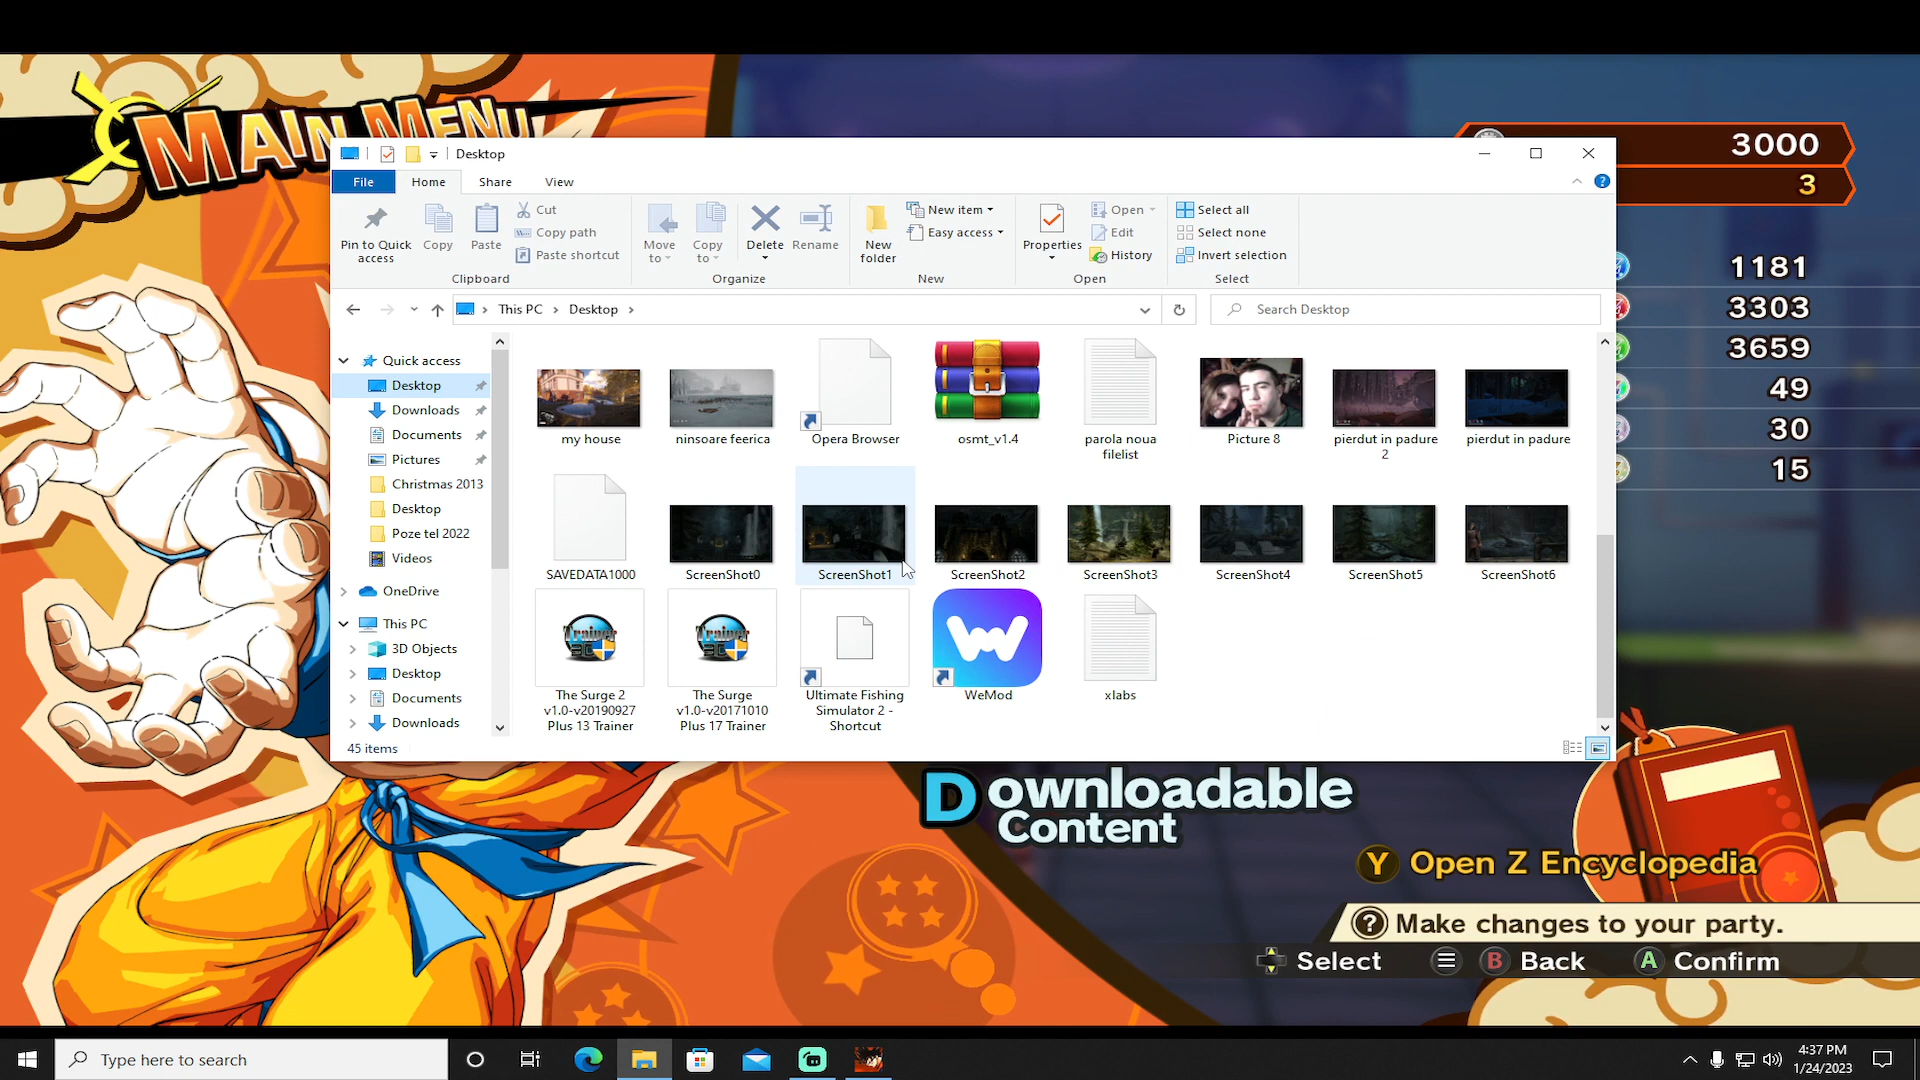 MAIN MENU
3000
3
Desktop
File
Home
Share
View
Pin to Quick access
Copy
Paste
Cut
Copy path
Paste shortcut
Clipboard
Move to
Copy to
Delete
Rename
Organize
New folder
New item
Easy access
New
Properties
Open
Edit
History
Open
Select all
Select none
Invert selection
Select
This PC > Desktop >
Search Desktop
1181
3303
3659
49
30
15
Quick access
Desktop
Downloads
Documents
Pictures
Christmas 2013
Desktop
Poze tel 2022
Videos
OneDrive
This PC
3D Objects
Desktop
Documents
Downloads
my house
ninsoare feerica
Opera Browser
osmt_v1.4
parola noua
filelist
Picture 8
pierdut in padure
2
pierdut in padure
SAVEDATA1000
ScreenShot0
ScreenShot1
ScreenShot2
ScreenShot3
ScreenShot4
ScreenShot5
ScreenShot6
The Surge 2
v1.0-v20190927
Plus 13 Trainer
The Surge
v1.0-v20171010
Plus 17 Trainer
Ultimate Fishing
Simulator 2 -
Shortcut
WeMod
xlabs
45 items
Downloadable
Content
Y Open Z Encyclopedia
? Make changes to your party.
Select
B Back
A Confirm
Type here to search
4:37 PM
1/24/2023